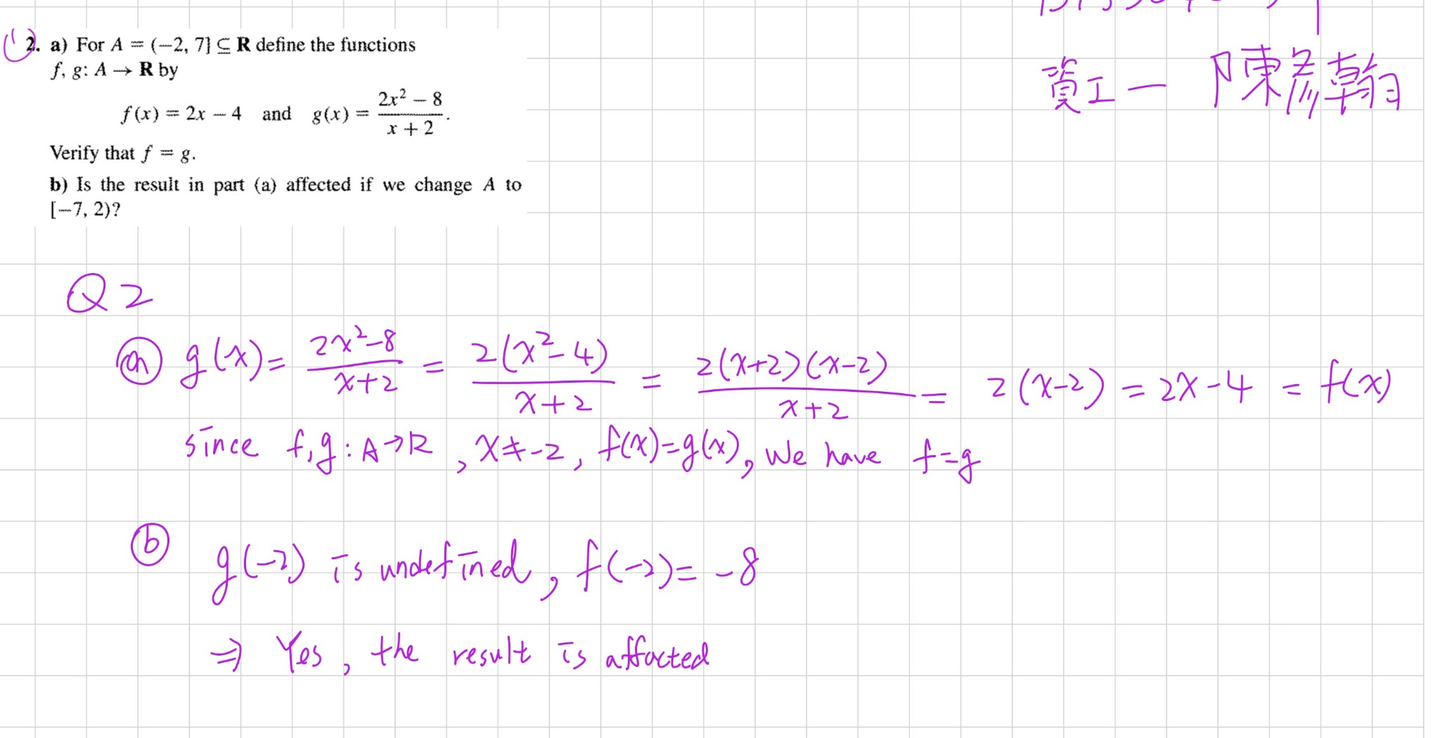 資工一 陳彥翰
(1) 2. a) For A = (−2, 7] ⊆ R define the functions
f, g: A → R by
f(x) = 2x − 4 and g(x) = (2x² − 8)/(x + 2).
Verify that f = g.
b) Is the result in part (a) affected if we change A to
[−7, 2)?
Q2
(a) g(x) = (2x²−8)/(x+2) = 2(x²−4)/(x+2) = 2(x+2)(x−2)/(x+2) = 2(x−2) = 2x−4 = f(x)
since f,g : A→R, x≠−2, f(x)=g(x), We have f=g
(b) g(−2) is undefined, f(−2)= −8
⇒ Yes, the result is affected